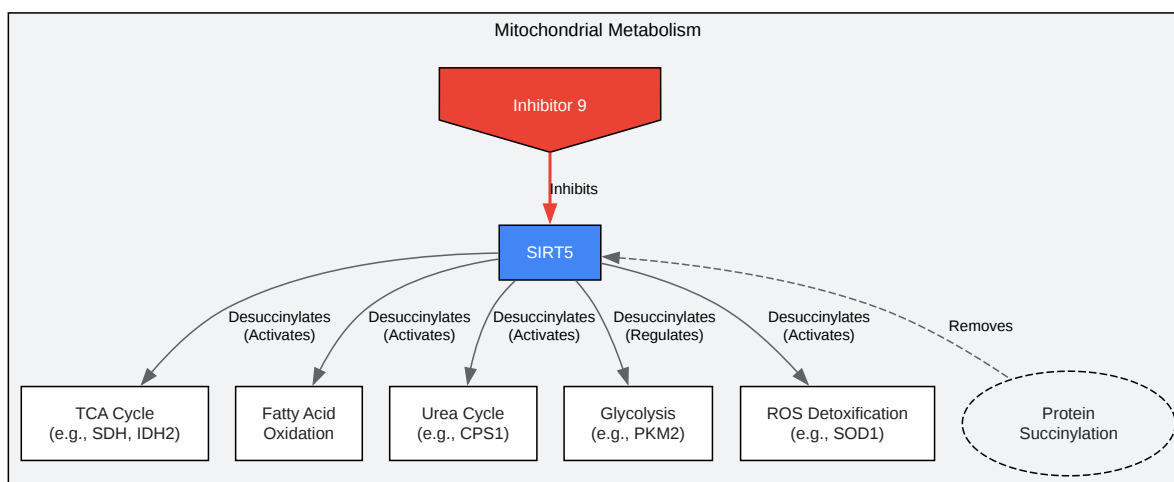 Mitochondrial Metabolism
Inhibitor 9
Inhibits
SIRT5
Desuccinylates
(Activates)
Desuccinylates
(Activates)
Desuccinylates
(Activates)
Desuccinylates
(Regulates)
Desuccinylates
(Activates)
Removes
TCA Cycle
(e.g., SDH, IDH2)
Fatty Acid
Oxidation
Urea Cycle
(e.g., CPS1)
Glycolysis
(e.g., PKM2)
ROS Detoxification
(e.g., SOD1)
Protein
Succinylation